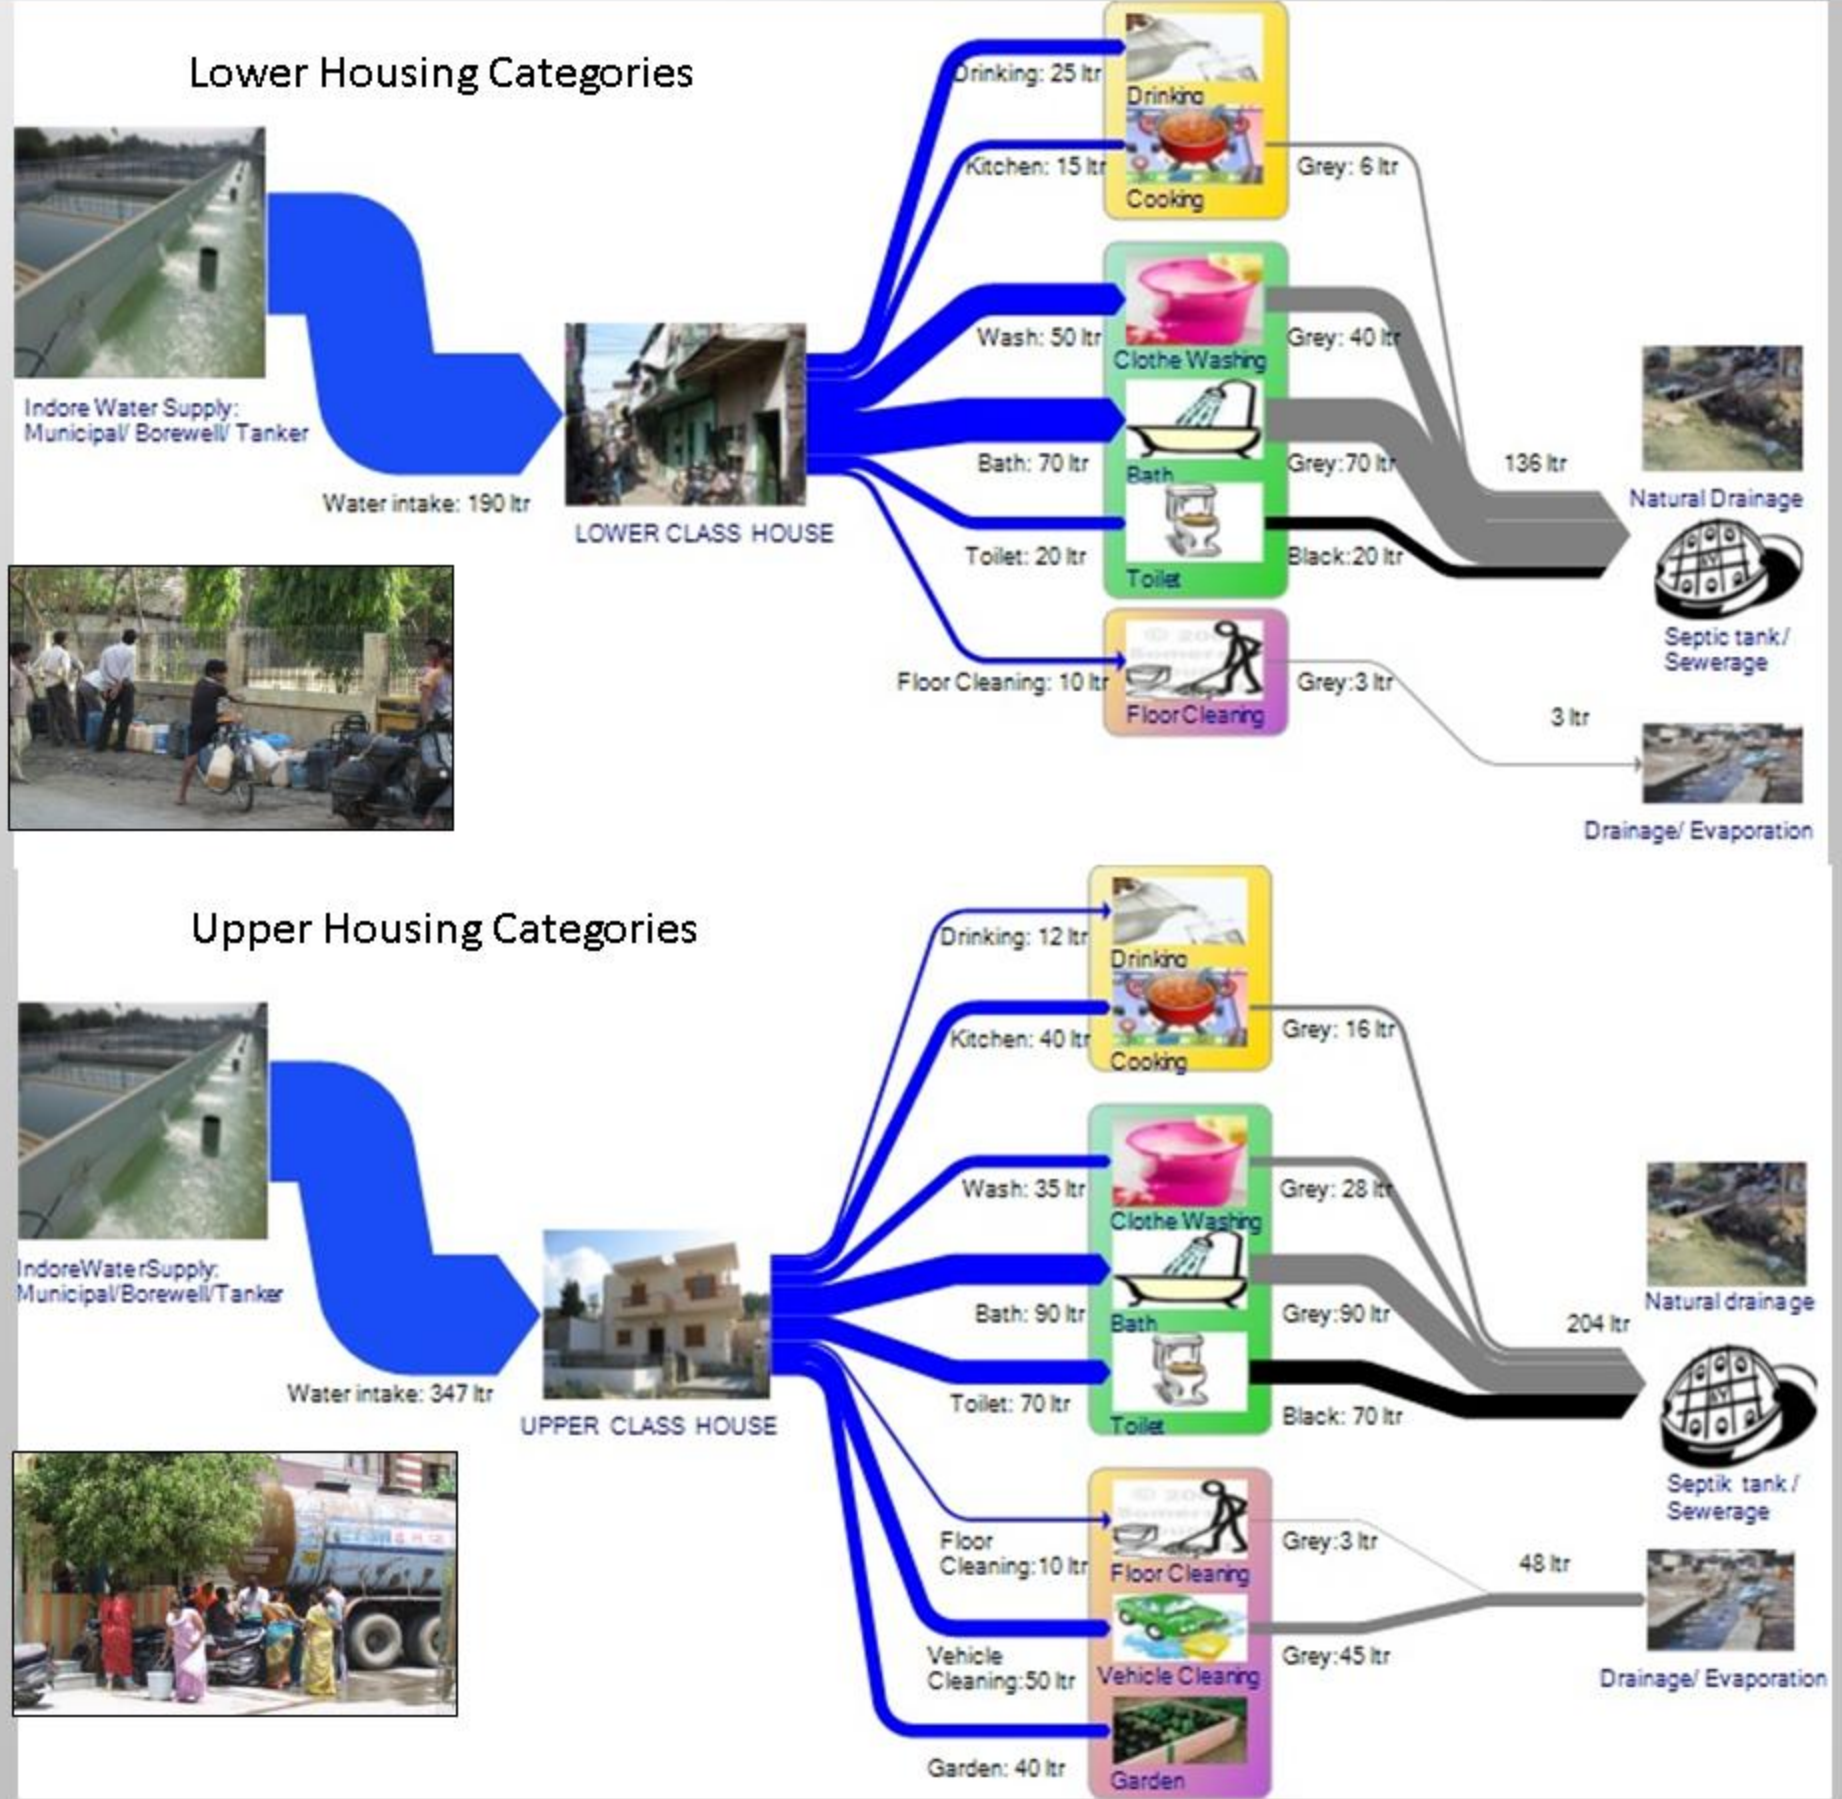 Lower Housing Categories
Drinking: 25 ltr
Drinking
Kitchen: 15 ltr
Grey: 6 ltr
Cooking
Wash: 50 ltr
Grey: 40 ltr
Clothe Washing
Indore Water Supply:
Municipal/ Borewell/ Tanker
Bath: 70 ltr
Grey:70 ltr
136 ltr
Bath
Natural Drainage
Water intake: 190 ltr
LOWER CLASS HOUSE
Toilet: 20 ltr
Black:20 ltr
Toilet
Septic tank/
Sewerage
Floor Cleaning: 10 ltr
Grey:3 ltr
Floor Cleaning
3 ltr
Drainage/ Evaporation
Upper Housing Categories
Drinking: 12 ltr
Drinking
Kitchen: 40 ltr
Grey: 16 ltr
Cooking
Wash: 35 ltr
Grey: 28 ltr
Clothe Washing
IndoreWaterSupply:
Municipal/Borewell/Tanker
Bath: 90 ltr
Grey:90 ltr
Bath
204 ltr
Natural drainage
Water intake: 347 ltr
UPPER CLASS HOUSE
Toilet: 70 ltr
Black: 70 ltr
Toilet
Septik tank /
Sewerage
Floor
Cleaning:10 ltr
Grey:3 ltr
Floor Cleaning
48 ltr
Vehicle
Cleaning:50 ltr
Grey:45 ltr
Vehicle Cleaning
Drainage/ Evaporation
Garden: 40 ltr
Garden